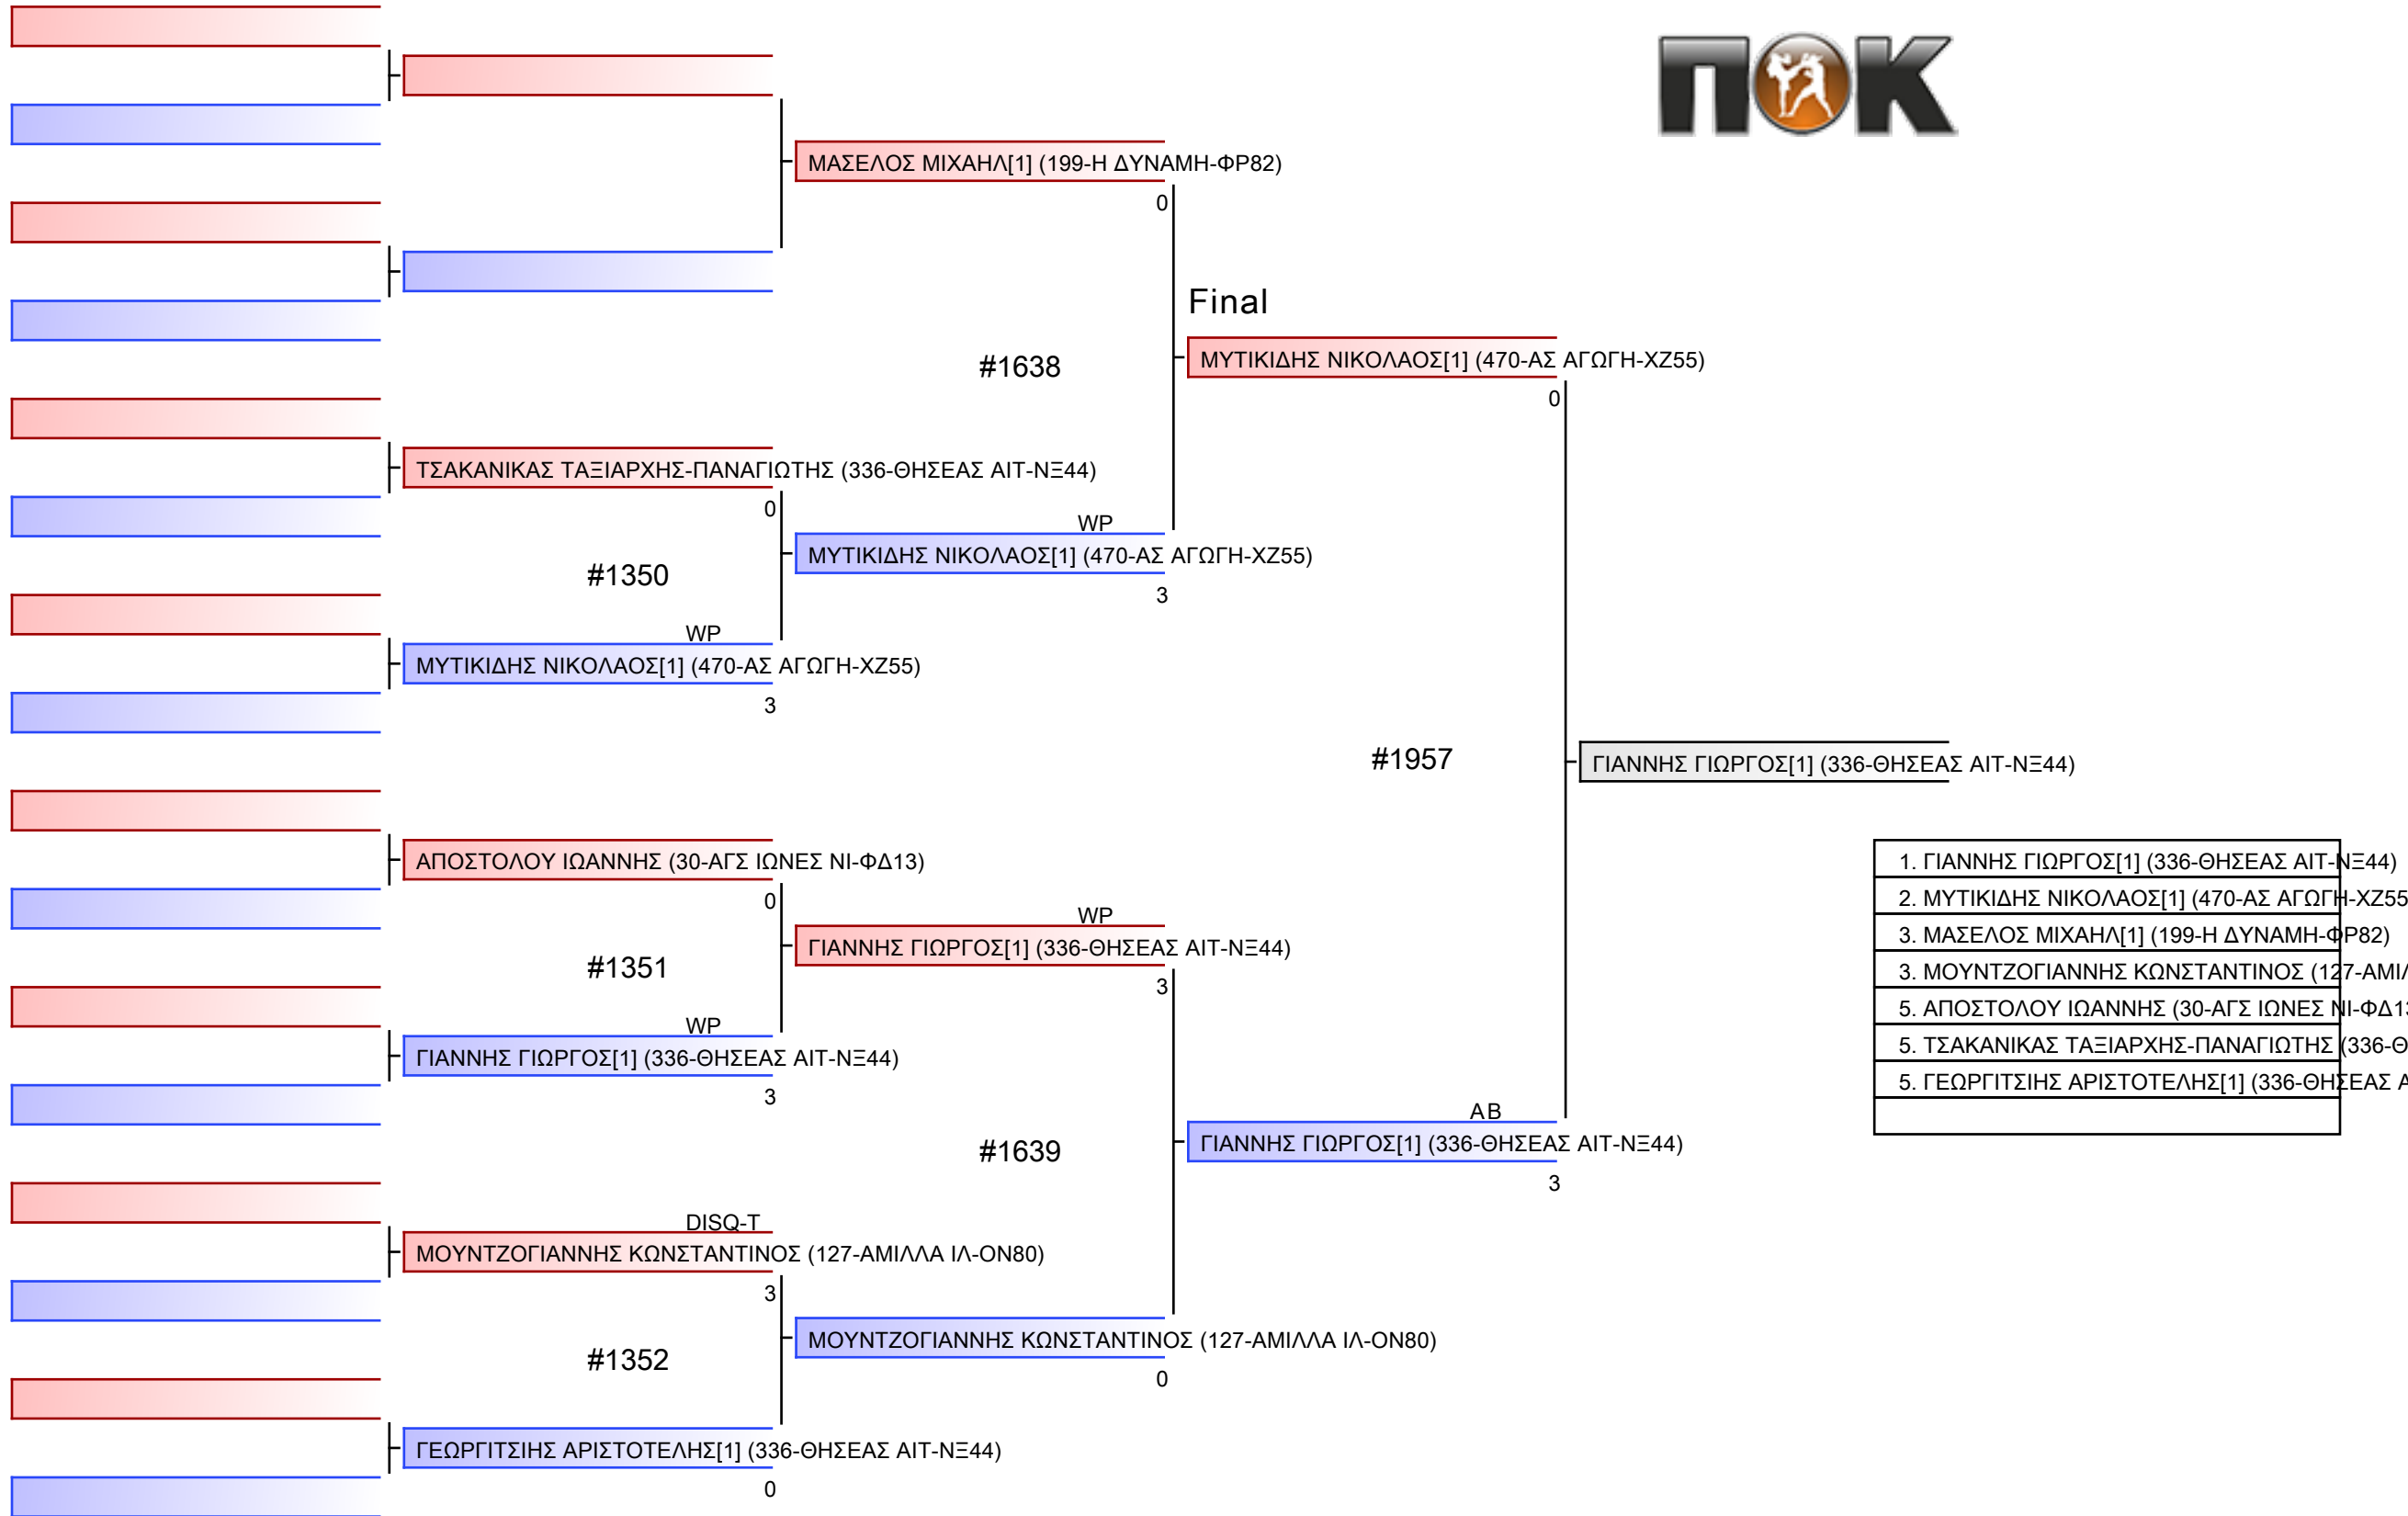 ΠΟΚ
ΜΑΣΕΛΟΣ ΜΙΧΑΗΛ[1] (199-Η ΔΥΝΑΜΗ-ΦΡ82)
0
Final
#1638
ΜΥΤΙΚΙΔΗΣ ΝΙΚΟΛΑΟΣ[1] (470-ΑΣ ΑΓΩΓΗ-ΧΖ55)
0
ΤΣΑΚΑΝΙΚΑΣ ΤΑΞΙΑΡΧΗΣ-ΠΑΝΑΓΙΩΤΗΣ (336-ΘΗΣΕΑΣ ΑΙΤ-ΝΞ44)
0
WP
ΜΥΤΙΚΙΔΗΣ ΝΙΚΟΛΑΟΣ[1] (470-ΑΣ ΑΓΩΓΗ-ΧΖ55)
#1350
3
WP
ΜΥΤΙΚΙΔΗΣ ΝΙΚΟΛΑΟΣ[1] (470-ΑΣ ΑΓΩΓΗ-ΧΖ55)
3
#1957
ΓΙΑΝΝΗΣ ΓΙΩΡΓΟΣ[1] (336-ΘΗΣΕΑΣ ΑΙΤ-ΝΞ44)
ΑΠΟΣΤΟΛΟΥ ΙΩΑΝΝΗΣ (30-ΑΓΣ ΙΩΝΕΣ ΝΙ-ΦΔ13)
0
WP
ΓΙΑΝΝΗΣ ΓΙΩΡΓΟΣ[1] (336-ΘΗΣΕΑΣ ΑΙΤ-ΝΞ44)
#1351
3
WP
ΓΙΑΝΝΗΣ ΓΙΩΡΓΟΣ[1] (336-ΘΗΣΕΑΣ ΑΙΤ-ΝΞ44)
3
#1639
AB
ΓΙΑΝΝΗΣ ΓΙΩΡΓΟΣ[1] (336-ΘΗΣΕΑΣ ΑΙΤ-ΝΞ44)
3
DISQ-T
ΜΟΥΝΤΖΟΓΙΑΝΝΗΣ ΚΩΝΣΤΑΝΤΙΝΟΣ (127-ΑΜΙΛΛΑ ΙΛ-ΟΝ80)
3
ΜΟΥΝΤΖΟΓΙΑΝΝΗΣ ΚΩΝΣΤΑΝΤΙΝΟΣ (127-ΑΜΙΛΛΑ ΙΛ-ΟΝ80)
#1352
0
ΓΕΩΡΓΙΤΣΙΗΣ ΑΡΙΣΤΟΤΕΛΗΣ[1] (336-ΘΗΣΕΑΣ ΑΙΤ-ΝΞ44)
0
1. ΓΙΑΝΝΗΣ ΓΙΩΡΓΟΣ[1] (336-ΘΗΣΕΑΣ ΑΙΤ-ΝΞ44)
2. ΜΥΤΙΚΙΔΗΣ ΝΙΚΟΛΑΟΣ[1] (470-ΑΣ ΑΓΩΓΗ-ΧΖ55
3. ΜΑΣΕΛΟΣ ΜΙΧΑΗΛ[1] (199-Η ΔΥΝΑΜΗ-ΦΡ82)
3. ΜΟΥΝΤΖΟΓΙΑΝΝΗΣ ΚΩΝΣΤΑΝΤΙΝΟΣ (127-ΑΜΙΛ
5. ΑΠΟΣΤΟΛΟΥ ΙΩΑΝΝΗΣ (30-ΑΓΣ ΙΩΝΕΣ ΝΙ-ΦΔ13
5. ΤΣΑΚΑΝΙΚΑΣ ΤΑΞΙΑΡΧΗΣ-ΠΑΝΑΓΙΩΤΗΣ (336-Θ
5. ΓΕΩΡΓΙΤΣΙΗΣ ΑΡΙΣΤΟΤΕΛΗΣ[1] (336-ΘΗΣΕΑΣ Α